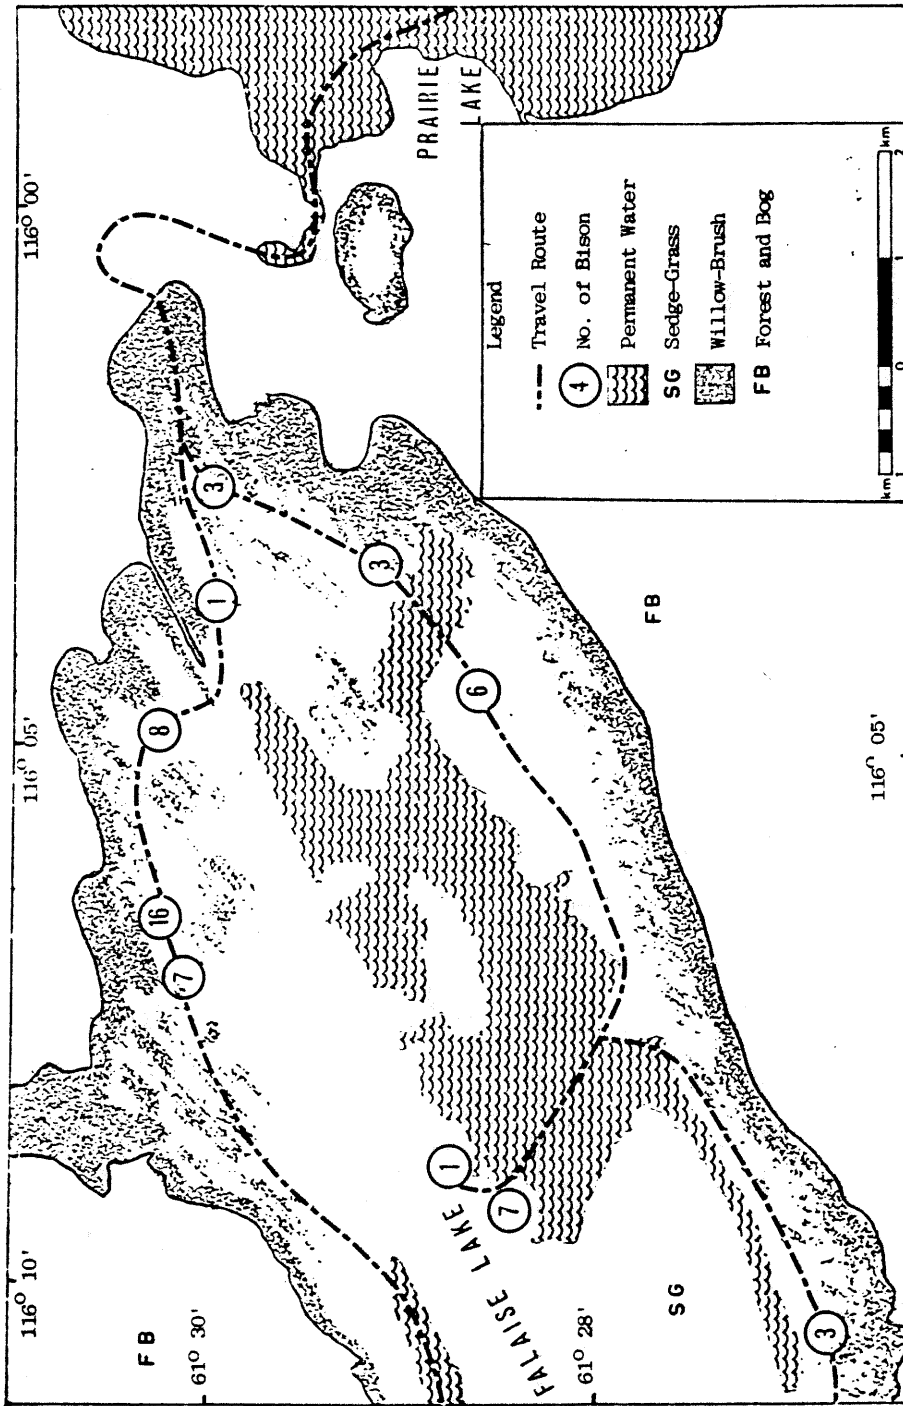 116° 00'
116° 05'
116° 10'
61° 30'
61° 28'
116° 05'
PRAIRIE
LAKE
FALAISE LAKE
FB
FB
SG
3
1
8
16
7
3
6
1
7
3
Legend
Travel Route
4 No. of Bison
Permanent Water
SG Sedge-Grass
Willow-Brush
FB Forest and Bog
km 1 0 1 2 km